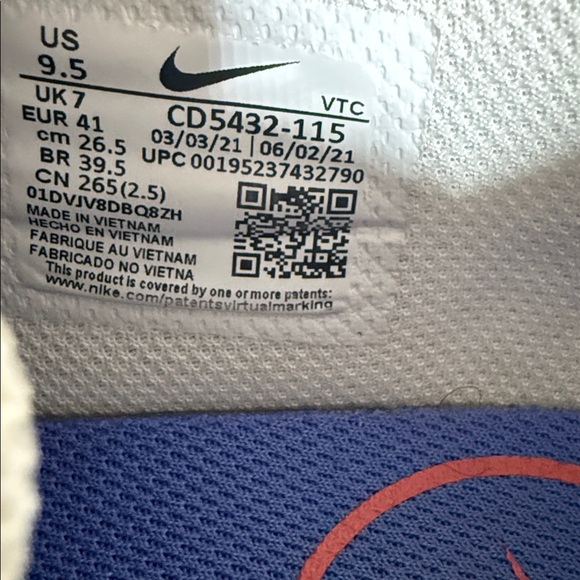 US
9.5
VTC
UK 7
EUR 41
cm 26.5
BR 39.5
CN 265(2.5)
CD5432-115
03/03/21 | 06/02/21
UPC 00195237432790
01DVJV8DBQ8ZH
MADE IN VIETNAM
HECHO EN VIETNAM
FABRIQUE AU VIETNAM
FABRICADO NO VIETNA
This product is covered by one or more patents:
www.nike.com/patentsvirtualmarking